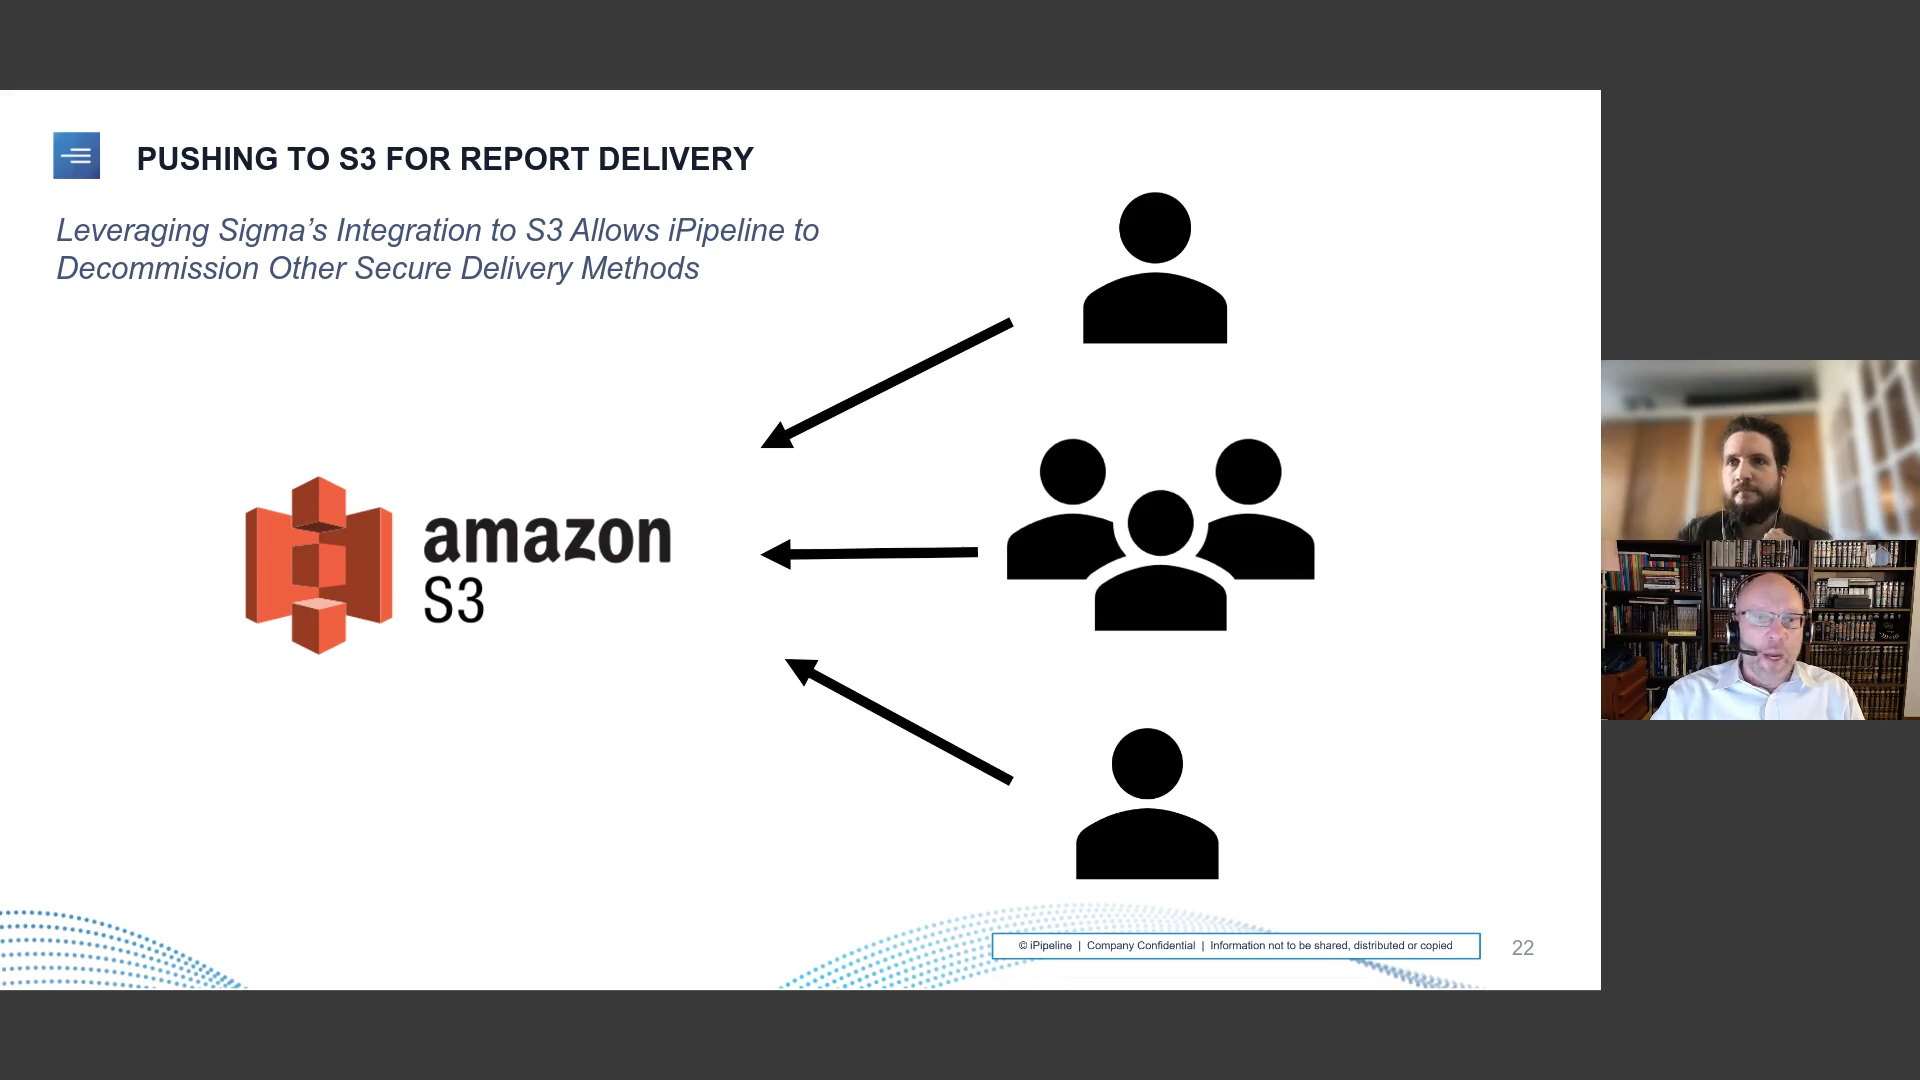 PUSHING TO S3 FOR REPORT DELIVERY
Leveraging Sigma’s Integration to S3 Allows iPipeline to
Decommission Other Secure Delivery Methods
amazon
S3
© iPipeline | Company Confidential | Information not to be shared, distributed or copied
22